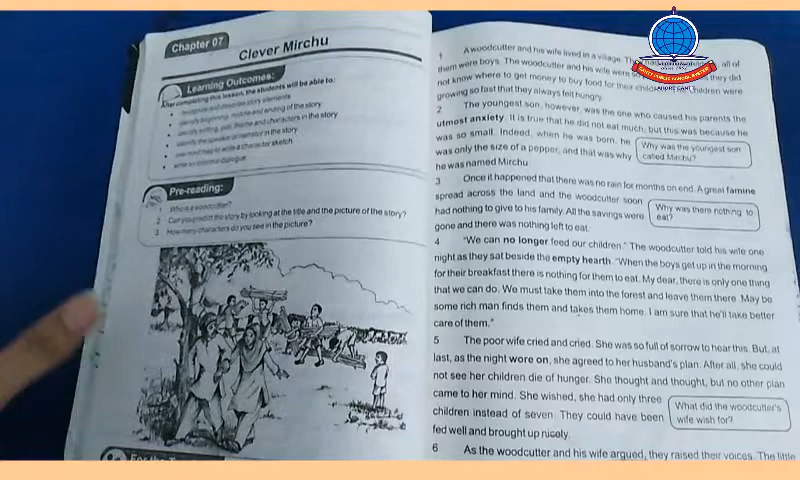 Chapter 07
Clever Mirchu
Learning Outcomes:
After completing this lesson, the students will be able to:
identify beginning, middle and ending of the story
identify setting, plot, theme and characters in the story
identify the speaker or narrator in the story
use mind map to write a character sketch
write an informal dialogue
Pre-reading:
1 Who is a woodcutter?
2 Can you predict the story by looking at the title and the picture of the story?
3 How many characters do you see in the picture?
1 A woodcutter and his wife lived in a village. all of
them were boys. The woodcutter and his wife were they did
not know where to get money to buy food for their children were
growing so fast that they always felt hungry.
2 The youngest son, however, was the one who caused his parents the
utmost anxiety. It is true that he did not eat much, but this was because he
was so small. Indeed, when he was born, he
was only the size of a pepper, and that was why
he was named Mirchu.
Why was the youngest son
called Mirchu?
3 Once it happened that there was no rain for months on end. A great famine
spread across the land and the woodcutter soon
had nothing to give to his family. All the savings were
gone and there was nothing left to eat.
Why was there nothing to
eat?
4 "We can no longer feed our children." The woodcutter told his wife one
night as they sat beside the empty hearth. "When the boys get up in the morning
for their breakfast there is nothing for them to eat. My dear, there is only one thing
that we can do. We must take them into the forest and leave them there. May be
some rich man finds them and takes them home. I am sure that he'll take better
care of them."
5 The poor wife cried and cried. She was so full of sorrow to hear this. But, at
last, as the night wore on, she agreed to her husband's plan. After all, she could
not see her children die of hunger. She thought and thought, but no other plan
came to her mind. She wished, she had only three
children instead of seven. They could have been
fed well and brought up nicely.
What did the woodcutter's
wife wish for?
6 As the woodcutter and his wife argued, they raised their voices. The little